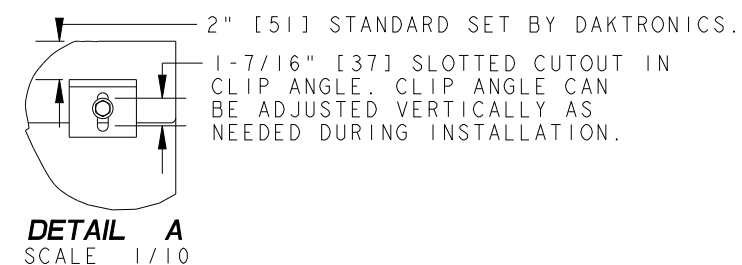 2" [51] STANDARD SET BY DAKTRONICS.
1-7/16" [37] SLOTTED CUTOUT IN
CLIP ANGLE. CLIP ANGLE CAN
BE ADJUSTED VERTICALLY AS
NEEDED DURING INSTALLATION.
DETAIL A
SCALE 1/10